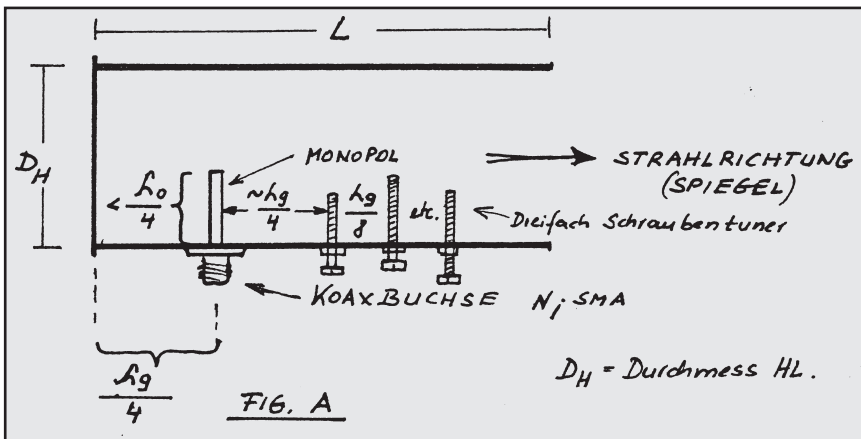 L
D_H
MONOPOL
< λ₀/4
~λg/4
λg/8
etc.
STRAHLRICHTUNG
(SPIEGEL)
Dreifach Schraubentuner
KOAXBUCHSE N; SMA
λg/4
FIG. A
D_H = Durchmess HL.